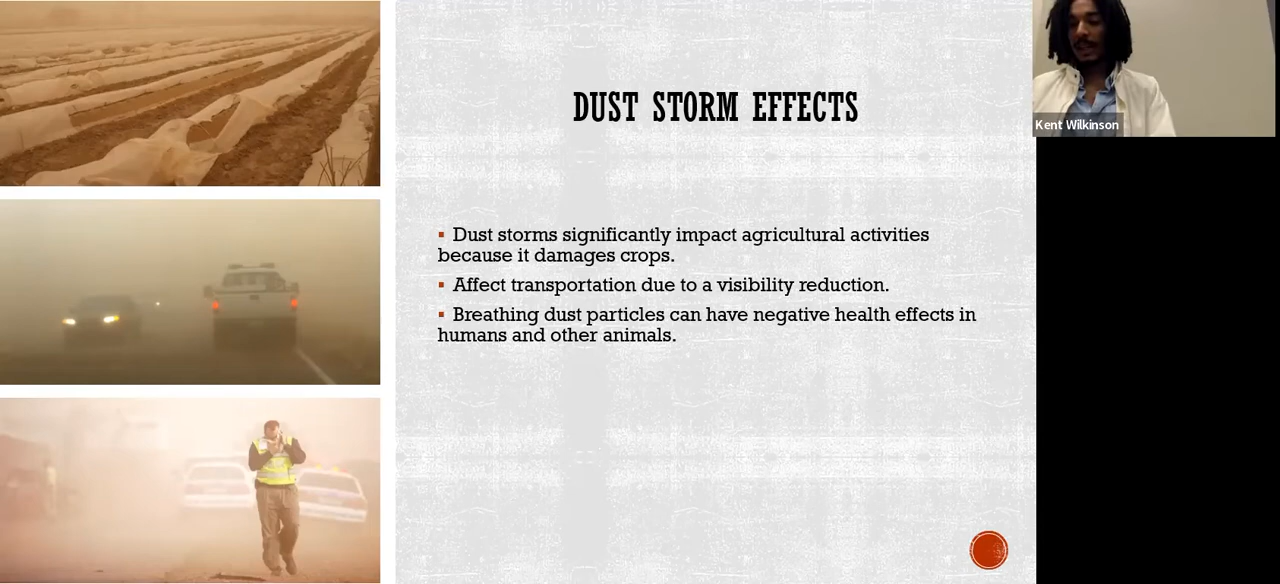 DUST STORM EFFECTS
▪ Dust storms significantly impact agricultural activities
because it damages crops.
▪ Affect transportation due to a visibility reduction.
▪ Breathing dust particles can have negative health effects in
humans and other animals.
Kent Wilkinson